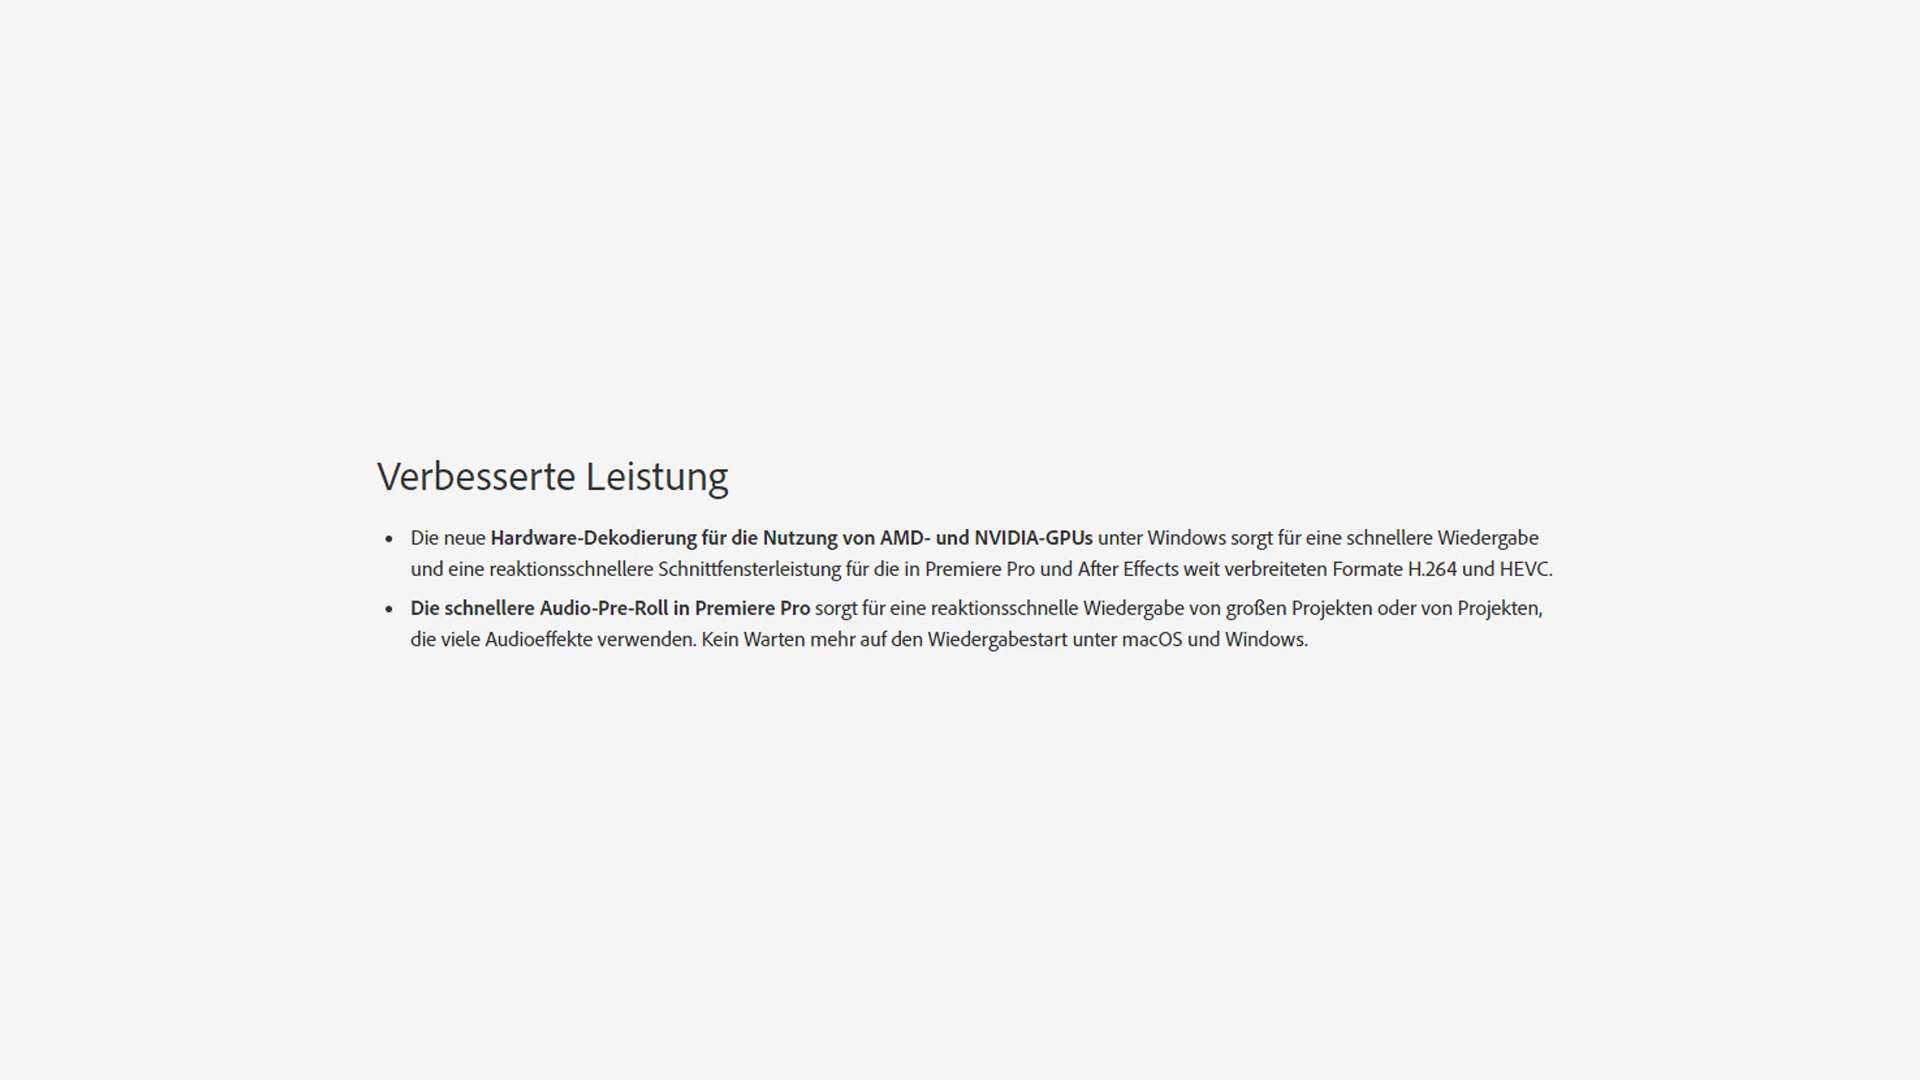 Verbesserte Leistung
• Die neue Hardware-Dekodierung für die Nutzung von AMD- und NVIDIA-GPUs unter Windows sorgt für eine schnellere Wiedergabe
und eine reaktionsschnellere Schnittfensterleistung für die in Premiere Pro und After Effects weit verbreiteten Formate H.264 und HEVC.
• Die schnellere Audio-Pre-Roll in Premiere Pro sorgt für eine reaktionsschnelle Wiedergabe von großen Projekten oder von Projekten,
die viele Audioeffekte verwenden. Kein Warten mehr auf den Wiedergabestart unter macOS und Windows.